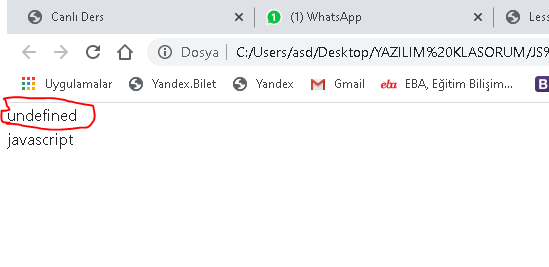 Canlı Ders
(1) WhatsApp
Less
Dosya
C:/Users/asd/Desktop/YAZILIM%20KLASORUM/JS%
Uygulamalar
Yandex.Bilet
Yandex
Gmail
eba
EBA, Eğitim Bilişim...
B
undefined
javascript